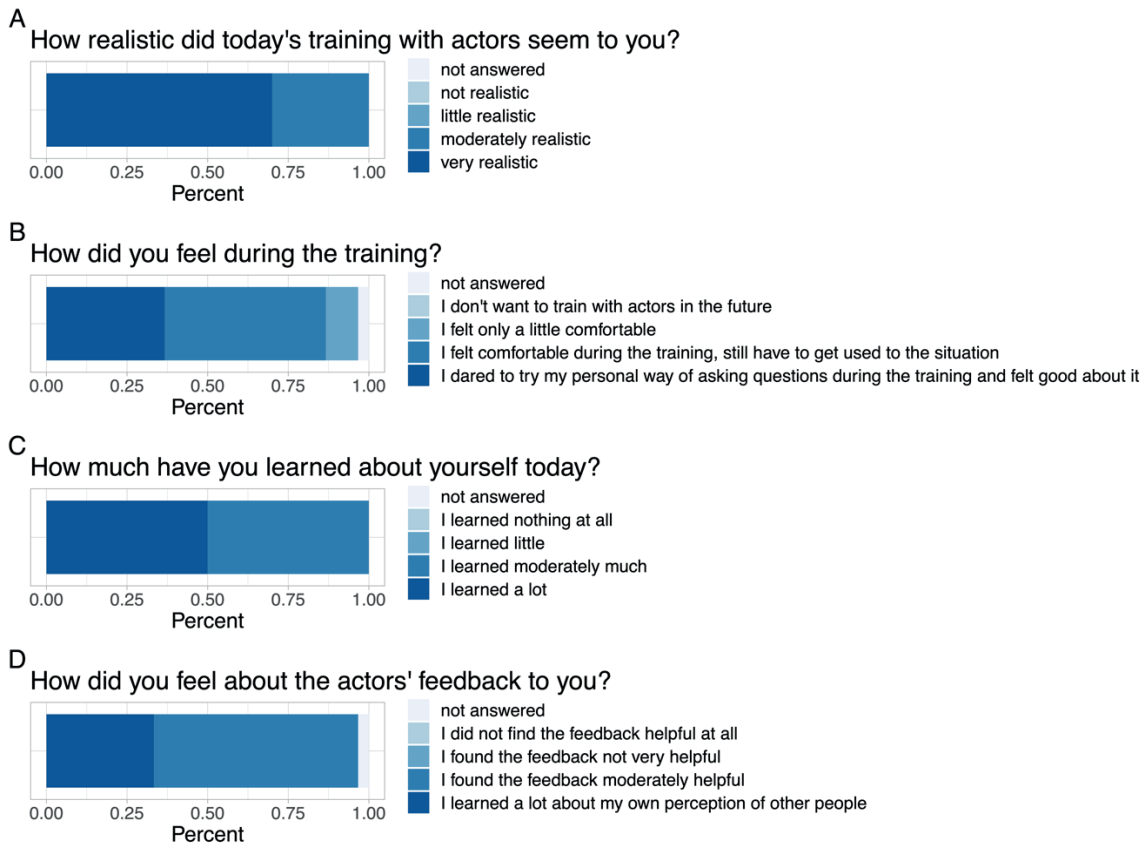 A
How realistic did today's training with actors seem to you?
not answered
not realistic
little realistic
moderately realistic
very realistic
0.00 0.25 0.50 0.75 1.00
Percent
B
How did you feel during the training?
not answered
I don't want to train with actors in the future
I felt only a little comfortable
I felt comfortable during the training, still have to get used to the situation
I dared to try my personal way of asking questions during the training and felt good about it
0.00 0.25 0.50 0.75 1.00
Percent
C
How much have you learned about yourself today?
not answered
I learned nothing at all
I learned little
I learned moderately much
I learned a lot
0.00 0.25 0.50 0.75 1.00
Percent
D
How did you feel about the actors' feedback to you?
not answered
I did not find the feedback helpful at all
I found the feedback not very helpful
I found the feedback moderately helpful
I learned a lot about my own perception of other people
0.00 0.25 0.50 0.75 1.00
Percent